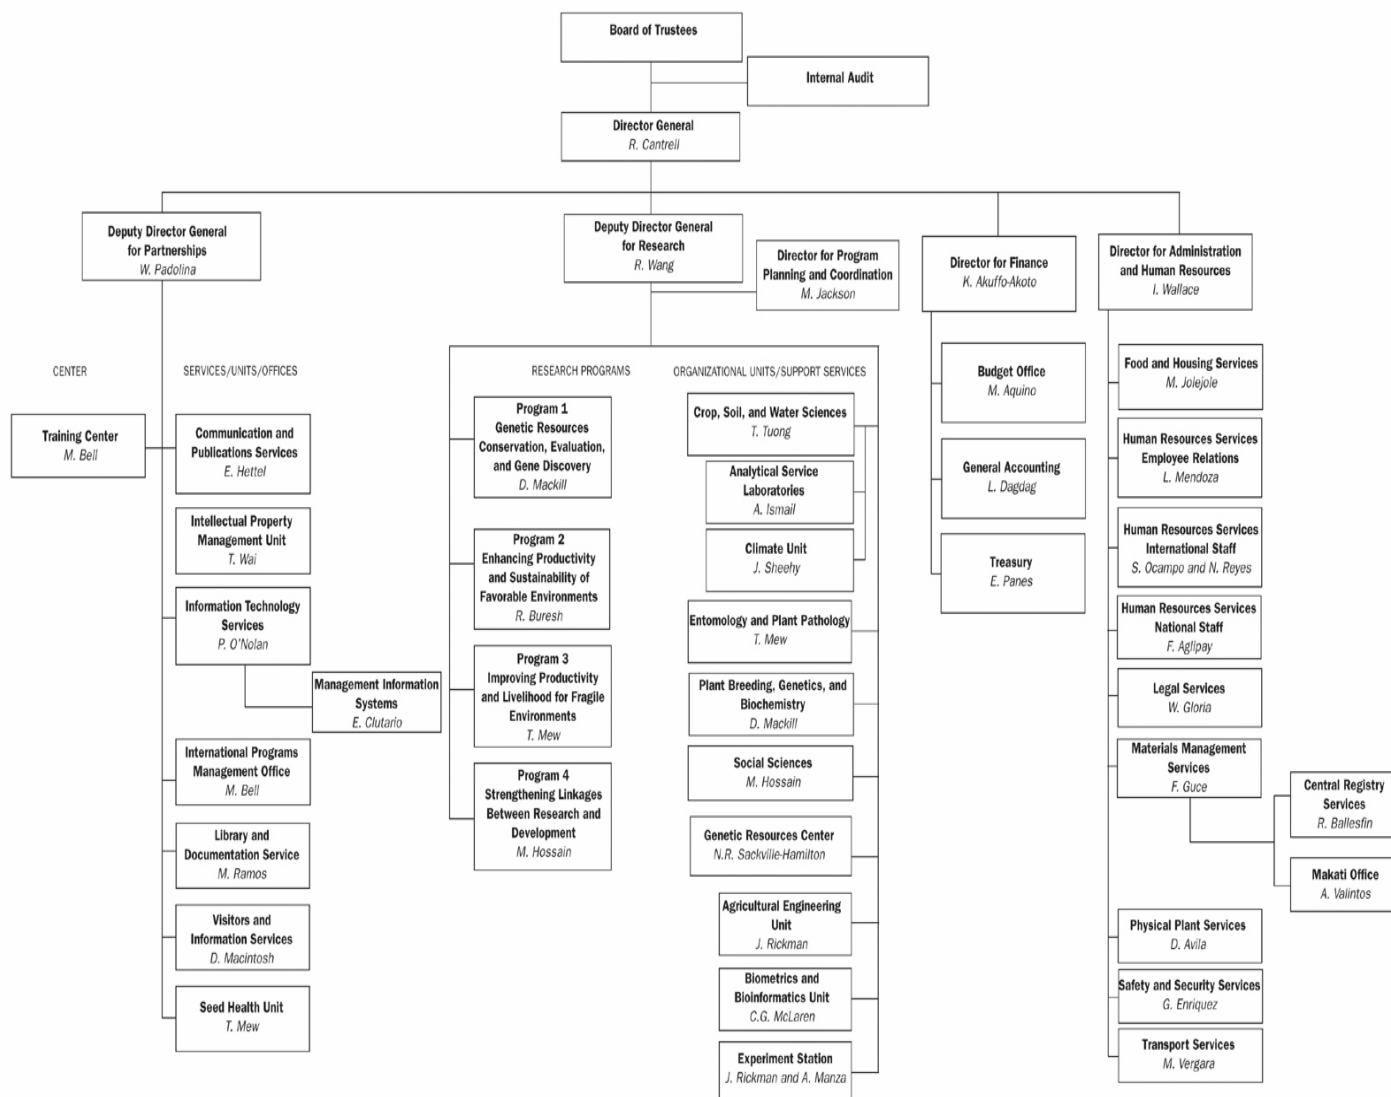 Board of Trustees
Internal Audit
Director General
R. Cantrell
Deputy Director General
for Partnerships
W. Padolina
Deputy Director General
for Research
R. Wang
Director for Program
Planning and Coordination
M. Jackson
Director for Finance
K. Akuffo-Akoto
Director for Administration
and Human Resources
I. Wallace
CENTER
SERVICES/UNITS/OFFICES
Training Center
M. Bell
Communication and
Publications Services
E. Hettel
Intellectual Property
Management Unit
T. Wai
Information Technology
Services
P. O'Nolan
Management Information
Systems
E. Clutario
International Programs
Management Office
M. Bell
Library and
Documentation Service
M. Ramos
Visitors and
Information Services
D. Macintosh
Seed Health Unit
T. Mew
RESEARCH PROGRAMS
Program 1
Genetic Resources
Conservation, Evaluation,
and Gene Discovery
D. Mackill
Program 2
Enhancing Productivity
and Sustainability of
Favorable Environments
R. Buresh
Program 3
Improving Productivity
and Livelihood for Fragile
Environments
T. Mew
Program 4
Strengthening Linkages
Between Research and
Development
M. Hossain
ORGANIZATIONAL UNITS/SUPPORT SERVICES
Crop, Soil, and Water Sciences
T. Tuong
Analytical Service
Laboratories
A. Ismail
Climate Unit
J. Sheehy
Entomology and Plant Pathology
T. Mew
Plant Breeding, Genetics, and
Biochemistry
D. Mackill
Social Sciences
M. Hossain
Genetic Resources Center
N.R. Sackville-Hamilton
Agricultural Engineering
Unit
J. Rickman
Biometrics and
Bioinformatics Unit
C.G. McLaren
Experiment Station
J. Rickman and A. Manza
Budget Office
M. Aquino
General Accounting
L. Dagdag
Treasury
E. Panes
Food and Housing Services
M. Jolejole
Human Resources Services
Employee Relations
L. Mendoza
Human Resources Services
International Staff
S. Ocampo and N. Reyes
Human Resources Services
National Staff
F. Aglipay
Legal Services
W. Gloria
Materials Management
Services
F. Guce
Central Registry
Services
R. Ballesfin
Makati Office
A. Valintos
Physical Plant Services
D. Avila
Safety and Security Services
G. Enriquez
Transport Services
M. Vergara